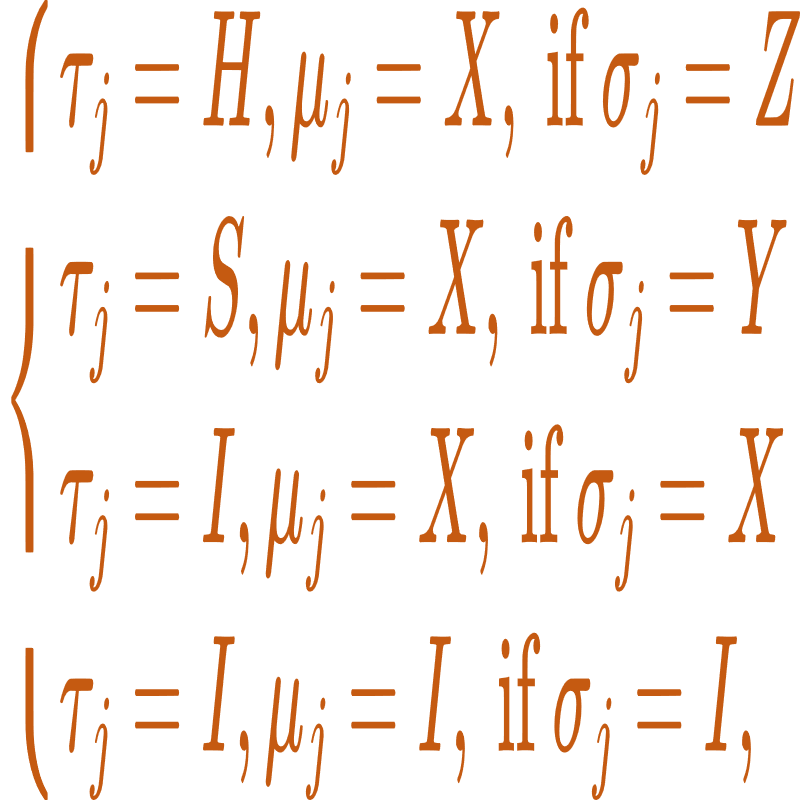 τ_j = H, μ_j = X, if σ_j = Z
τ_j = S, μ_j = X, if σ_j = Y
τ_j = I, μ_j = X, if σ_j = X
τ_j = I, μ_j = I, if σ_j = I,